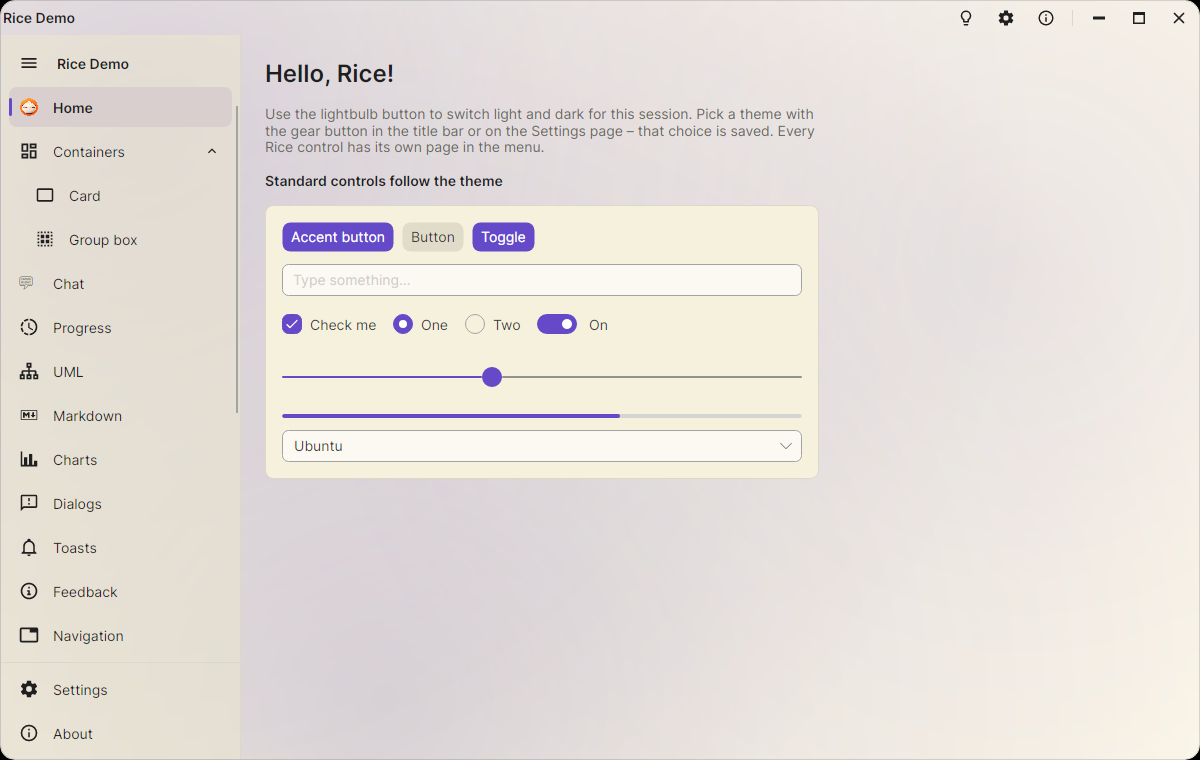 Rice Demo
Rice Demo
Home
Containers
Card
Group box
Chat
Progress
UML
Markdown
Charts
Dialogs
Toasts
Feedback
Navigation
Settings
About
Hello, Rice!
Use the lightbulb button to switch light and dark for this session. Pick a theme with
the gear button in the title bar or on the Settings page – that choice is saved. Every
Rice control has its own page in the menu.
Standard controls follow the theme
Accent button Button Toggle
Type something...
Check me One Two On
Ubuntu